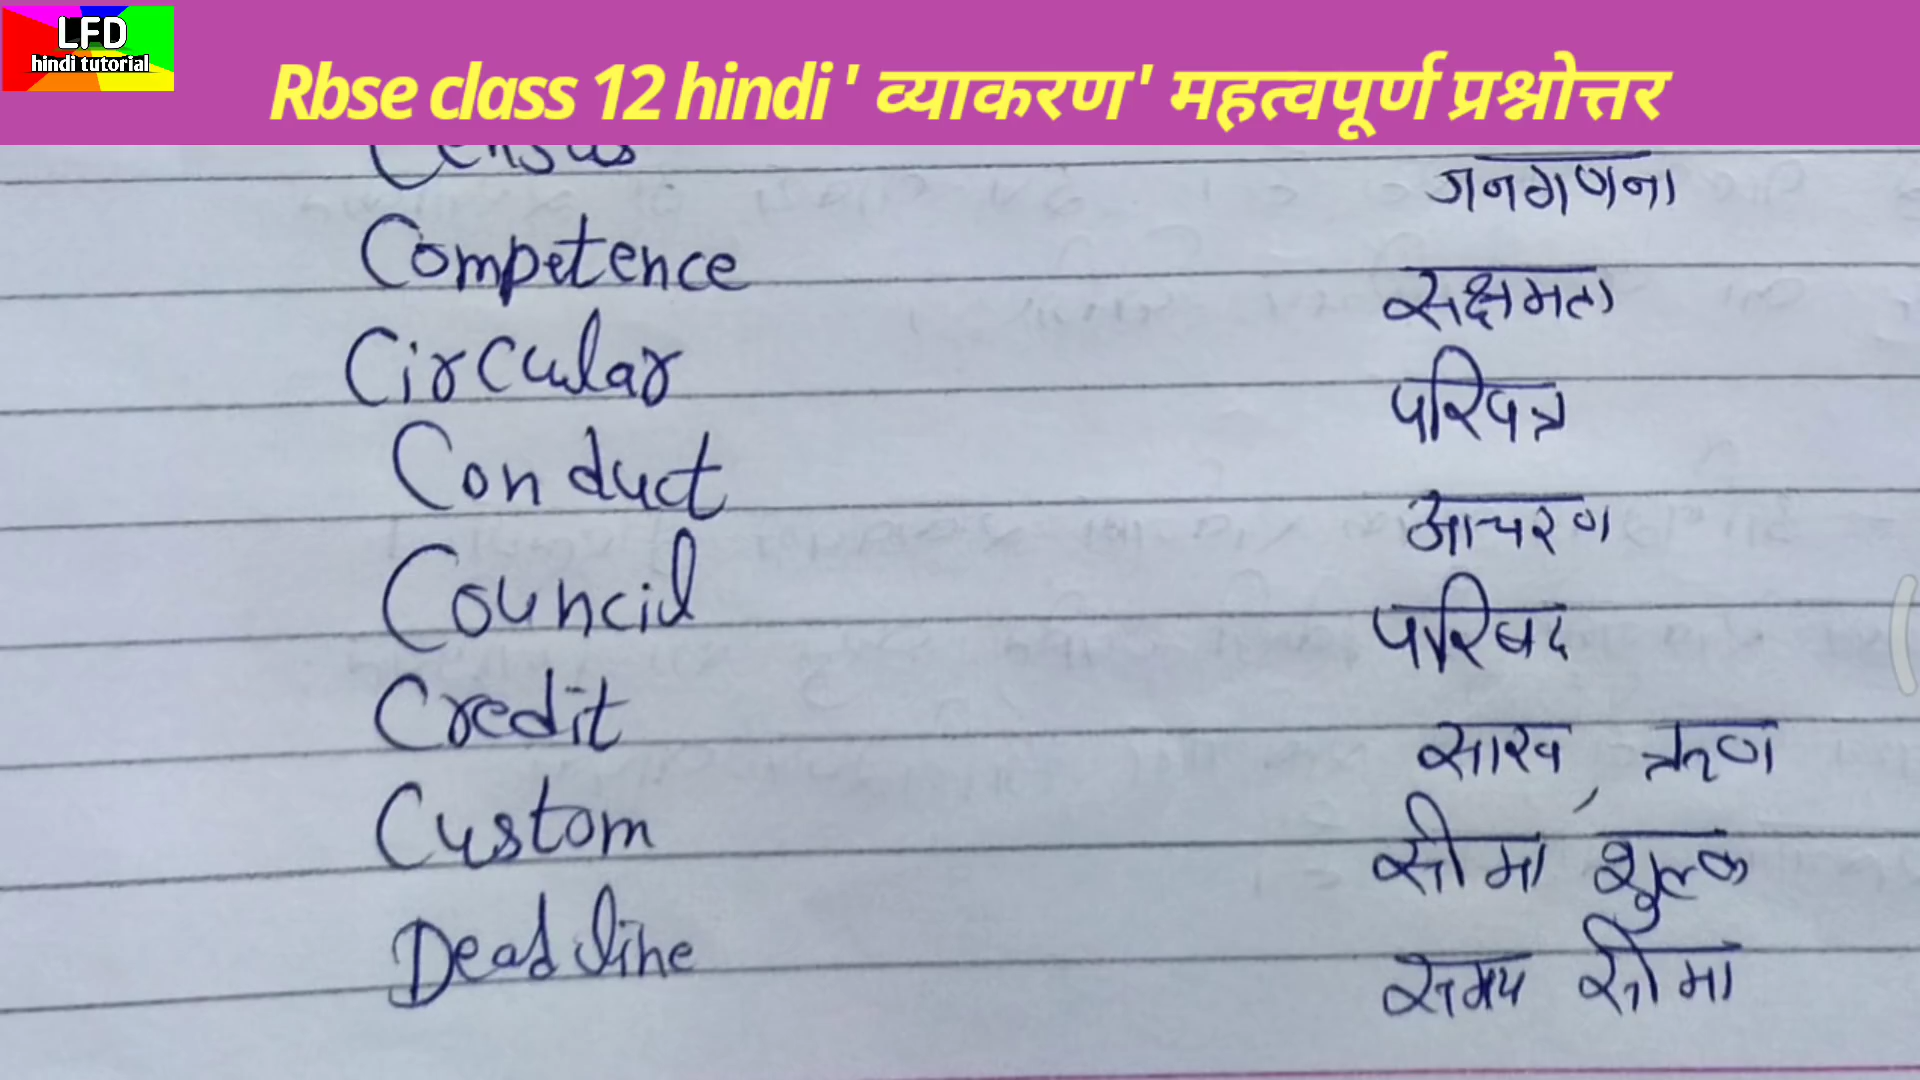 LFD
hindi tutorial
Rbse class 12 hindi ' व्याकरण' महत्वपूर्ण प्रश्नोत्तर
Census जनगणना
Competence सक्षमता
Circular परिपत्र
Conduct आचरण
Council परिषद
Credit साख, ऋण
Custom सीमा शुल्क
Deadline समय सीमा